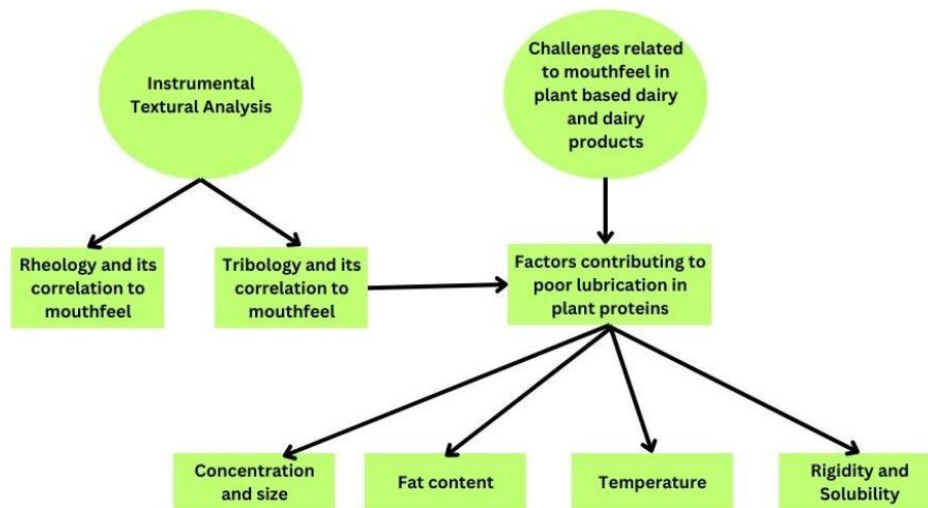 Instrumental
Textural Analysis
Challenges related
to mouthfeel in
plant based dairy
and dairy
products
Rheology and its
correlation to
mouthfeel
Tribology and its
correlation to
mouthfeel
Factors contributing to
poor lubrication in
plant proteins
Concentration
and size
Fat content
Temperature
Rigidity and
Solubility